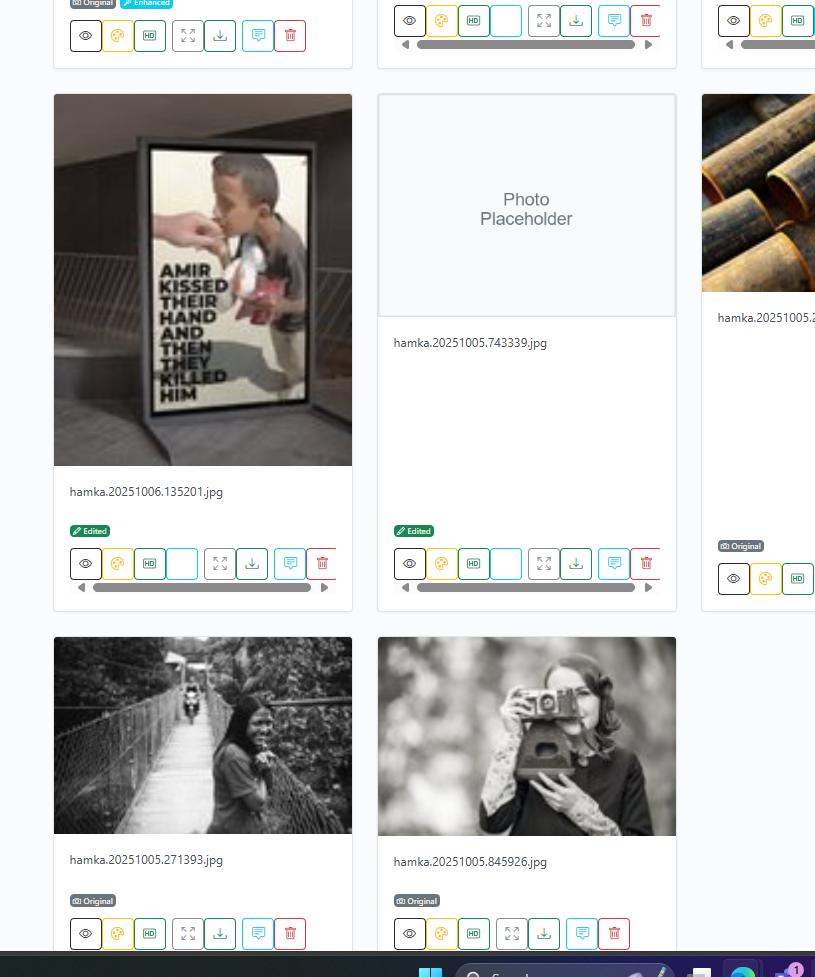 Original Enhanced
HD
HD
HD
AMIR
KISSED
THEIR
HAND
AND
THEN
THEY
KILLED
HIM
Photo
Placeholder
hamka.20251006.135201.jpg
hamka.20251005.743339.jpg
hamka.20251005.2
Edited
Edited
Original
HD
HD
HD
hamka.20251005.271393.jpg
hamka.20251005.845926.jpg
Original
Original
HD
HD
1